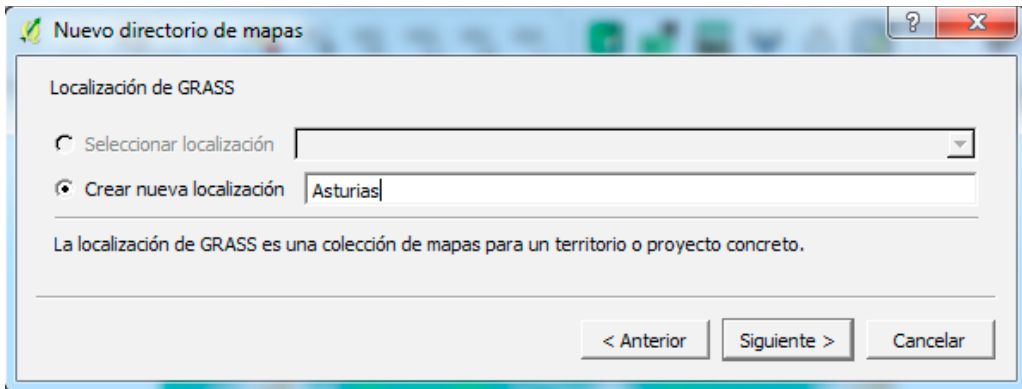 Nuevo directorio de mapas
Localización de GRASS
Seleccionar localización
Crear nueva localización Asturias
La localización de GRASS es una colección de mapas para un territorio o proyecto concreto.
< Anterior Siguiente > Cancelar